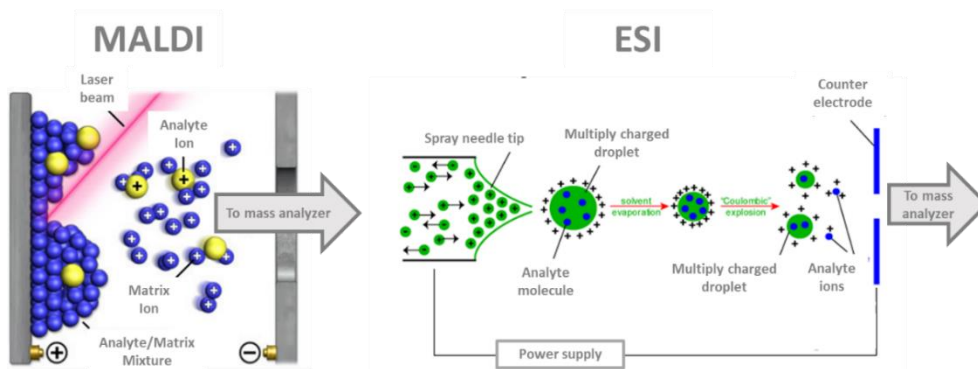 MALDI
Laser
beam
Analyte
Ion
To mass analyzer
Matrix
Ion
Analyte/Matrix
Mixture
+
−
ESI
Counter
electrode
Spray needle tip
Multiply charged
droplet
solvent
evaporation
"Coulombic"
explosion
To mass
analyzer
Analyte
molecule
Multiply charged
droplet
Analyte
ions
Power supply